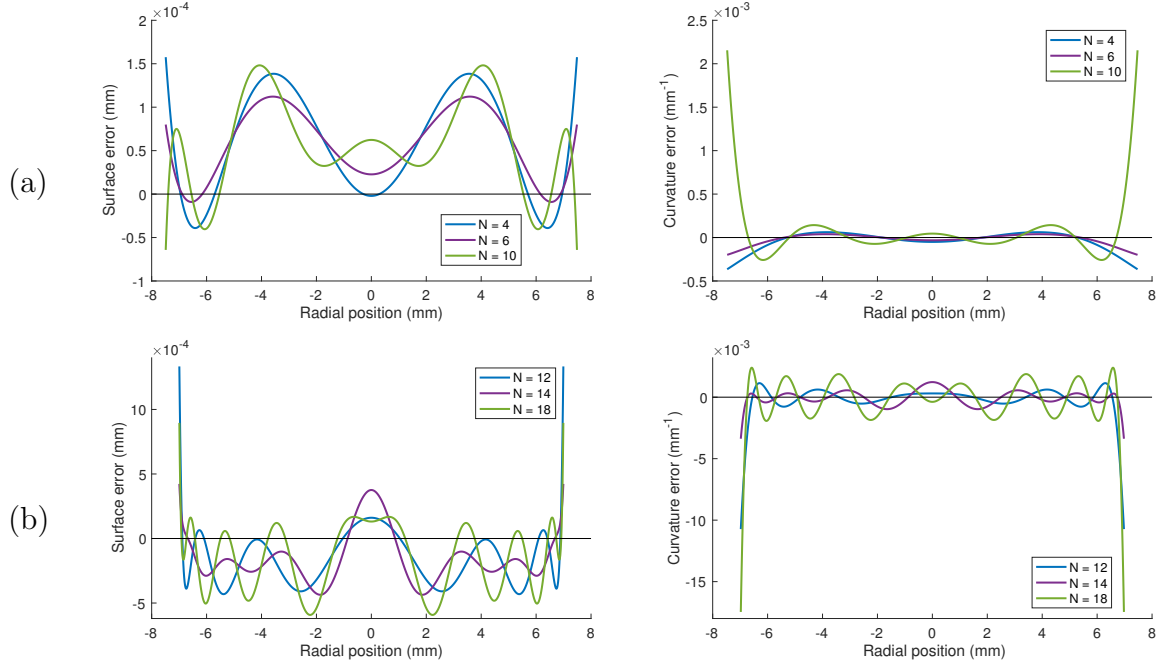 (a)
×10⁻⁴
Surface error (mm)
2
1.5
1
0.5
0
-0.5
-1
N = 4
N = 6
N = 10
-8 -6 -4 -2 0 2 4 6 8
Radial position (mm)
×10⁻³
Curvature error (mm⁻¹)
2.5
2
1.5
1
0.5
0
-0.5
N = 4
N = 6
N = 10
-8 -6 -4 -2 0 2 4 6 8
Radial position (mm)
(b)
×10⁻⁴
Surface error (mm)
10
5
0
-5
N = 12
N = 14
N = 18
-8 -6 -4 -2 0 2 4 6 8
Radial position (mm)
×10⁻³
Curvature error (mm⁻¹)
0
-5
-10
-15
N = 12
N = 14
N = 18
-8 -6 -4 -2 0 2 4 6 8
Radial position (mm)